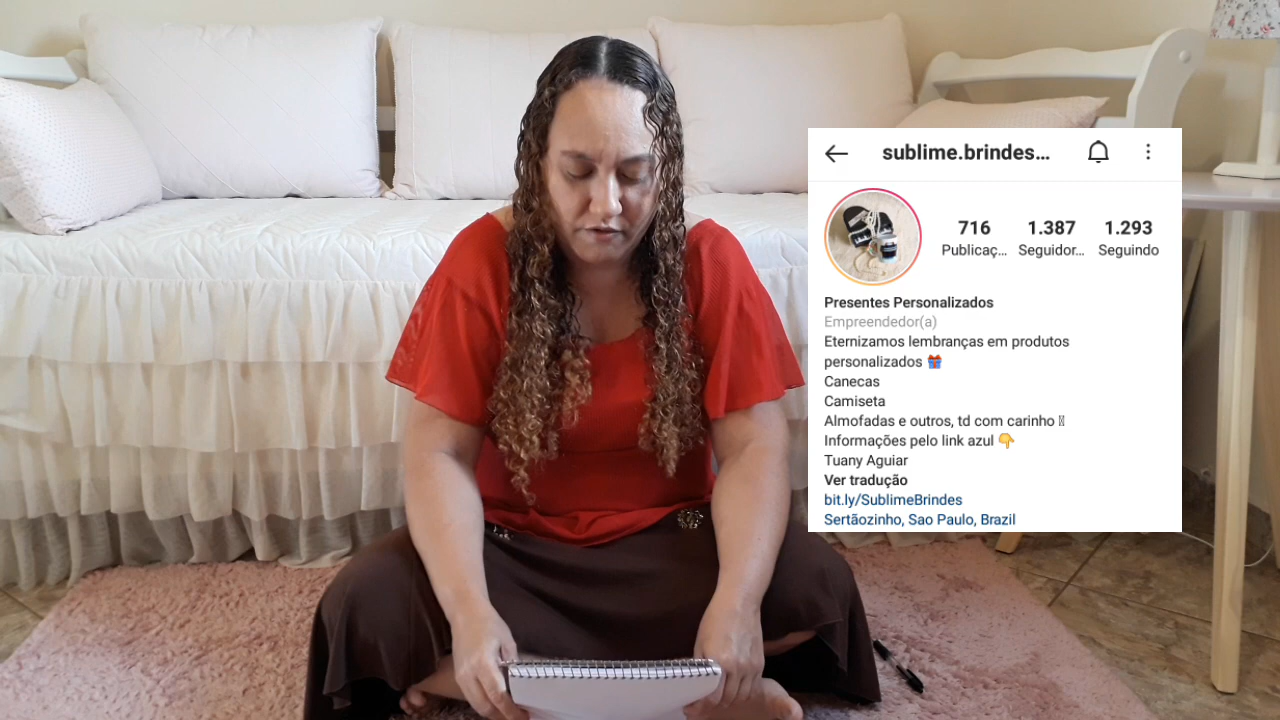 sublime.brindes...
716 1.387 1.293
Publicaç... Seguidor... Seguindo
Presentes Personalizados
Empreendedor(a)
Eternizamos lembranças em produtos
personalizados 🎁
Canecas
Camiseta
Almofadas e outros, td com carinho
Informações pelo link azul 👇
Tuany Aguiar
Ver tradução
bit.ly/SublimeBrindes
Sertãozinho, Sao Paulo, Brazil